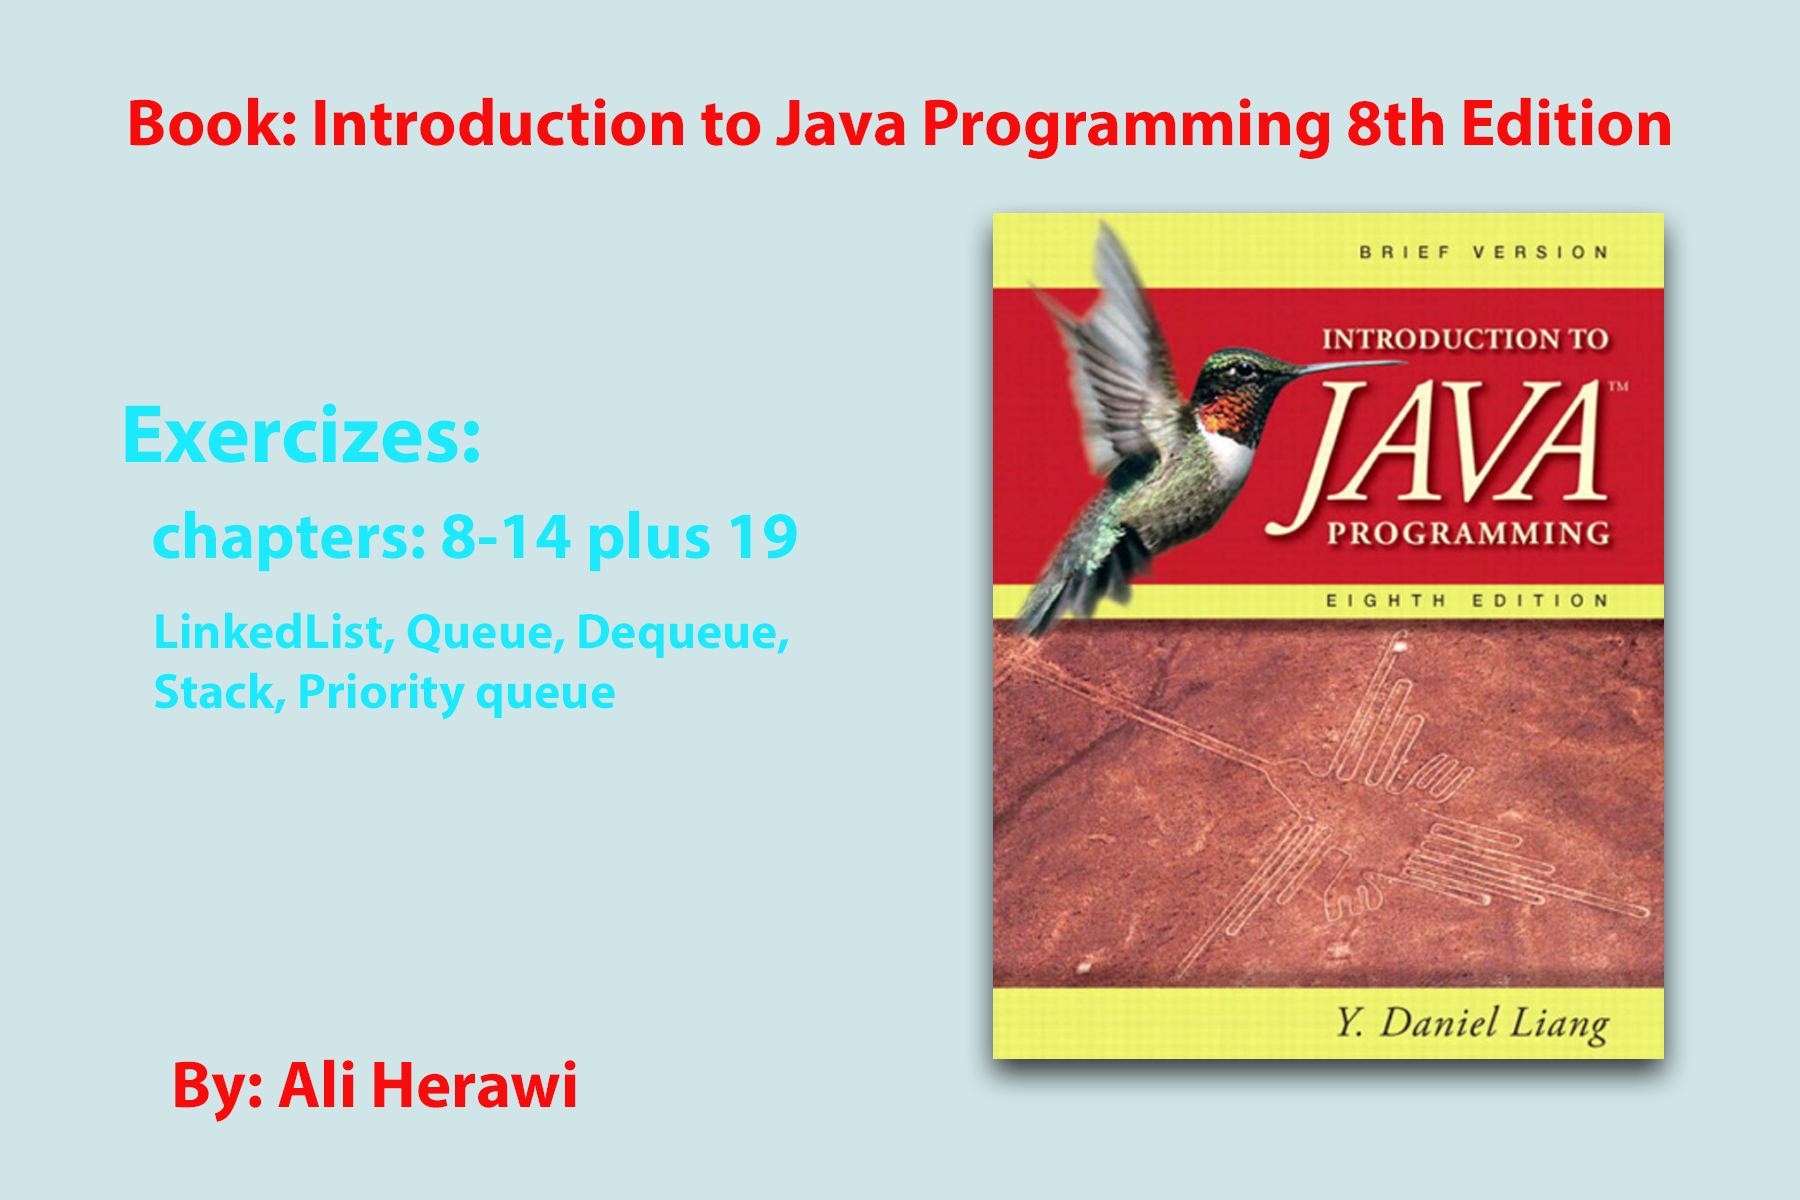 Book: Introduction to Java Programming 8th Edition
Exercizes:
chapters: 8-14 plus 19
LinkedList, Queue, Dequeue,
Stack, Priority queue
By: Ali Herawi
BRIEF VERSION
INTRODUCTION TO
JAVA™
PROGRAMMING
EIGHTH EDITION
Y. Daniel Liang